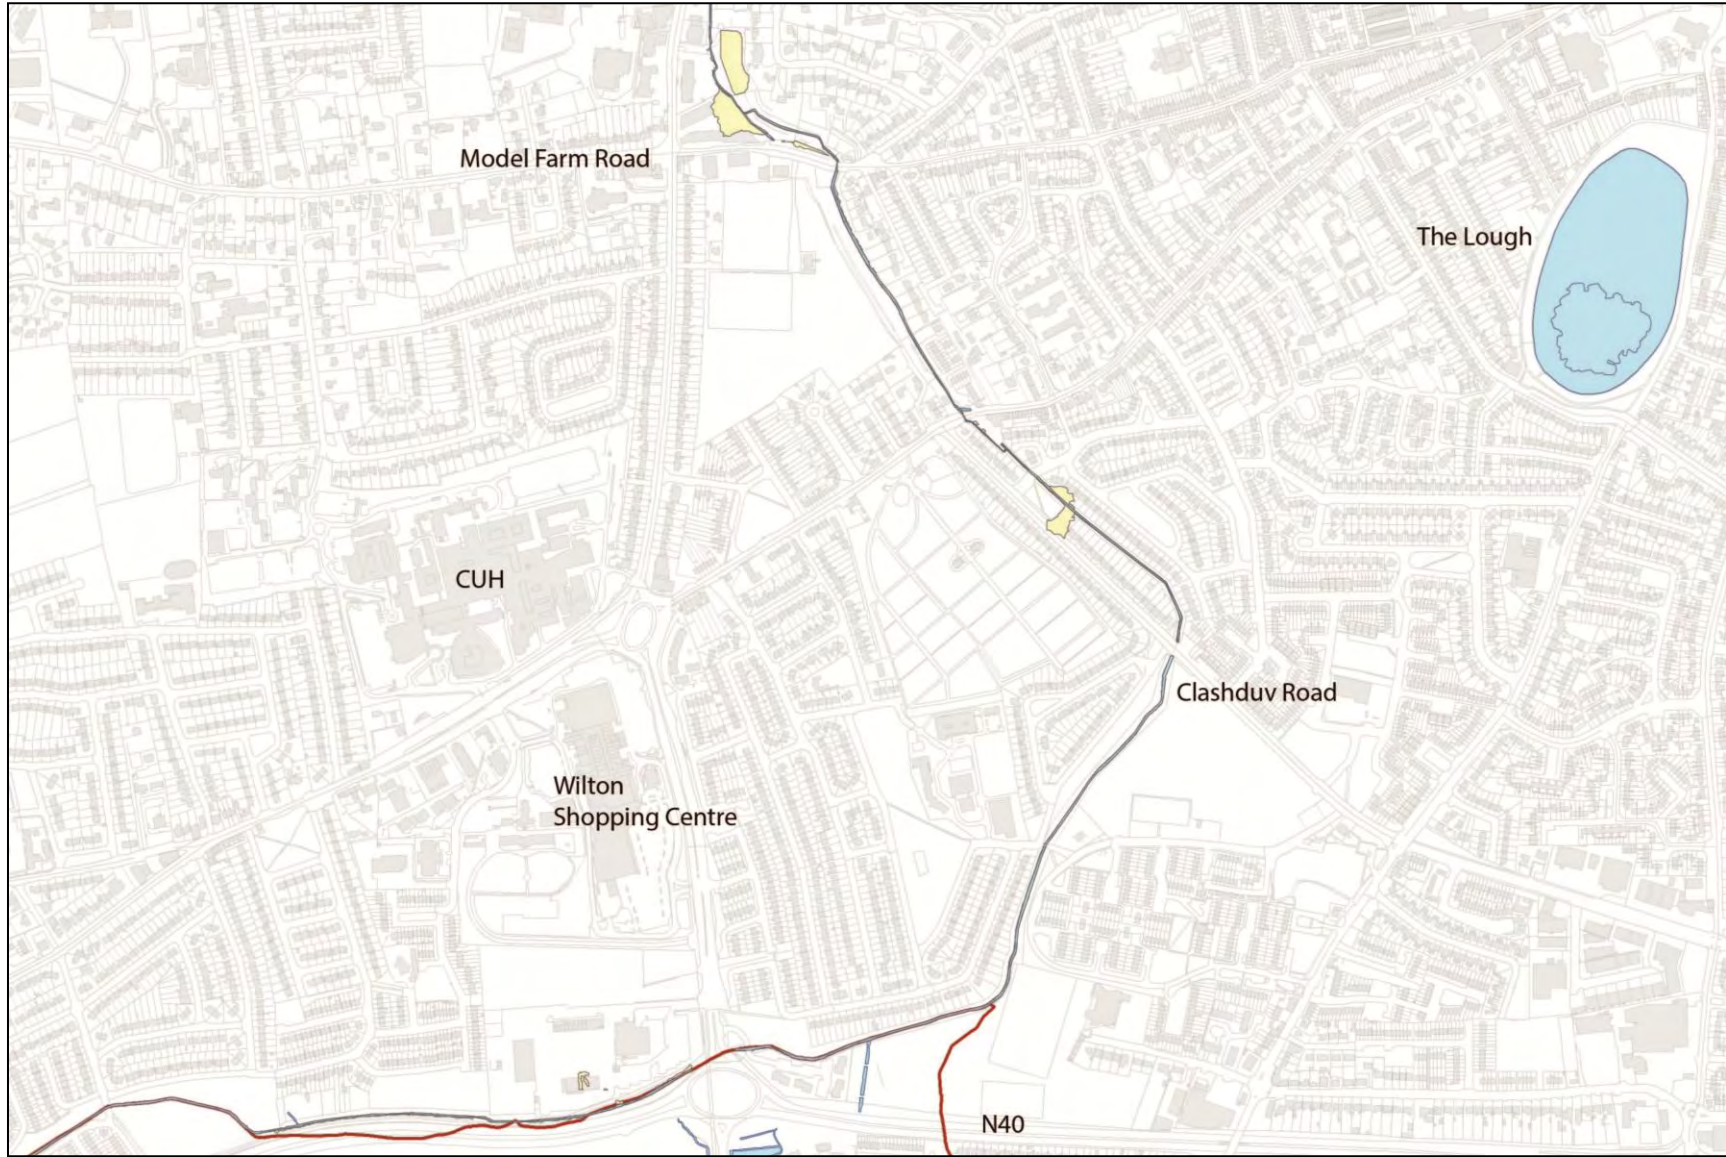 Model Farm Road
The Lough
CUH
Clashduv Road
Wilton
Shopping Centre
N40